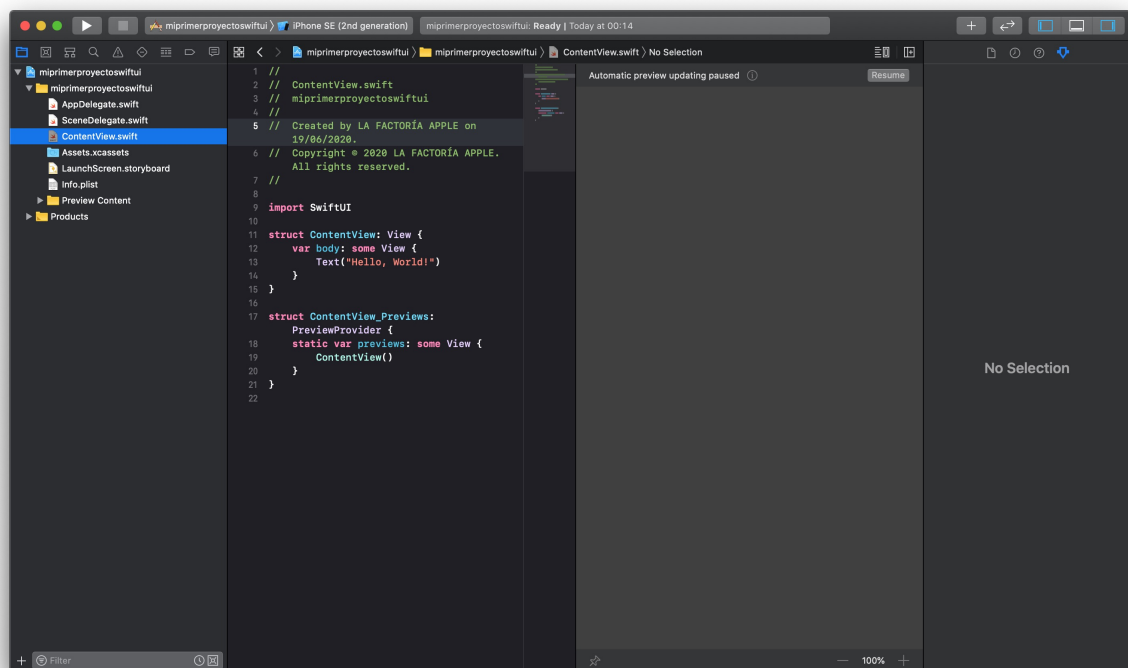 miprimerproyectoswiftui ⟩ iPhone SE (2nd generation)
miprimerproyectoswiftui: Ready | Today at 00:14
miprimerproyectoswiftui
miprimerproyectoswiftui
AppDelegate.swift
SceneDelegate.swift
ContentView.swift
Assets.xcassets
LaunchScreen.storyboard
Info.plist
Preview Content
Products
Filter
miprimerproyectoswiftui ⟩ miprimerproyectoswiftui ⟩ ContentView.swift ⟩ No Selection
1 //
2 // ContentView.swift
3 // miprimerproyectoswiftui
4 //
5 // Created by LA FACTORÍA APPLE on
19/06/2020.
6 // Copyright © 2020 LA FACTORÍA APPLE.
All rights reserved.
7 //
8
9 import SwiftUI
10
11 struct ContentView: View {
12 var body: some View {
13 Text("Hello, World!")
14 }
15 }
16
17 struct ContentView_Previews:
PreviewProvider {
18 static var previews: some View {
19 ContentView()
20 }
21 }
22
Automatic preview updating paused
Resume
100%
No Selection